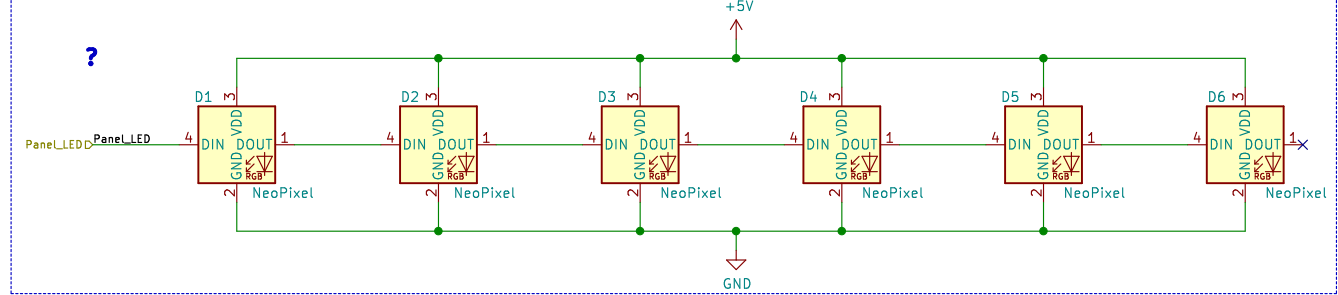 +5V
?
D1 3 D2 3 D3 3 D4 3 D5 3 D6 3
VDD VDD VDD VDD VDD VDD
Panel_LED Panel_LED 4 DIN DOUT 1 4 DIN DOUT 1 4 DIN DOUT 1 4 DIN DOUT 1 4 DIN DOUT 1 4 DIN DOUT 1
GND RGB GND RGB GND RGB GND RGB GND RGB GND RGB
2 NeoPixel 2 NeoPixel 2 NeoPixel 2 NeoPixel 2 NeoPixel 2 NeoPixel
GND